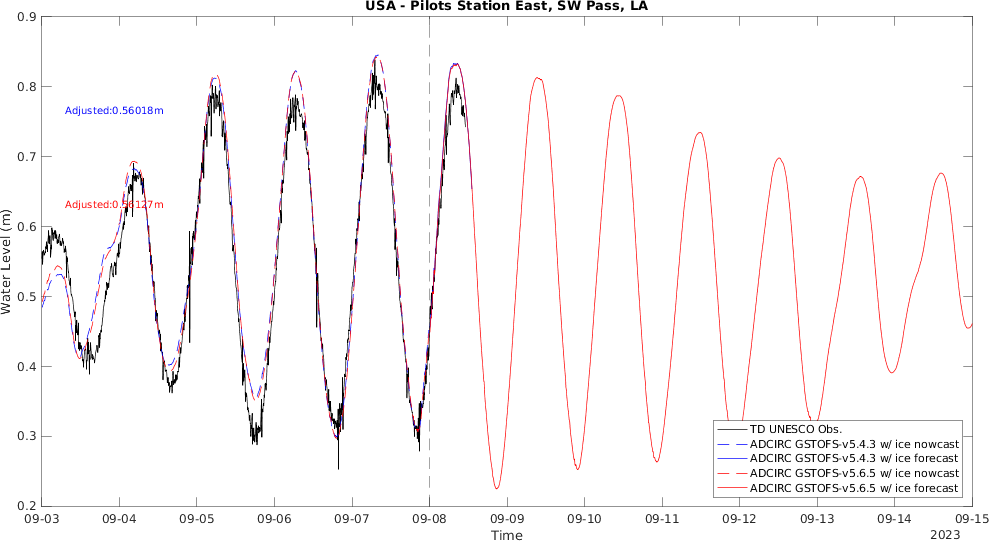 USA - Pilots Station East, SW Pass, LA
0.9
0.8
Adjusted:0.56018m
0.7
Adjusted:0.56127m
0.6
Water Level (m)
0.5
0.4
0.3
0.2
TD UNESCO Obs.
ADCIRC GSTOFS-v5.4.3 w/ ice nowcast
ADCIRC GSTOFS-v5.4.3 w/ ice forecast
ADCIRC GSTOFS-v5.6.5 w/ ice nowcast
ADCIRC GSTOFS-v5.6.5 w/ ice forecast
09-03 09-04 09-05 09-06 09-07 09-08 09-09 09-10 09-11 09-12 09-13 09-14 09-15
Time
2023